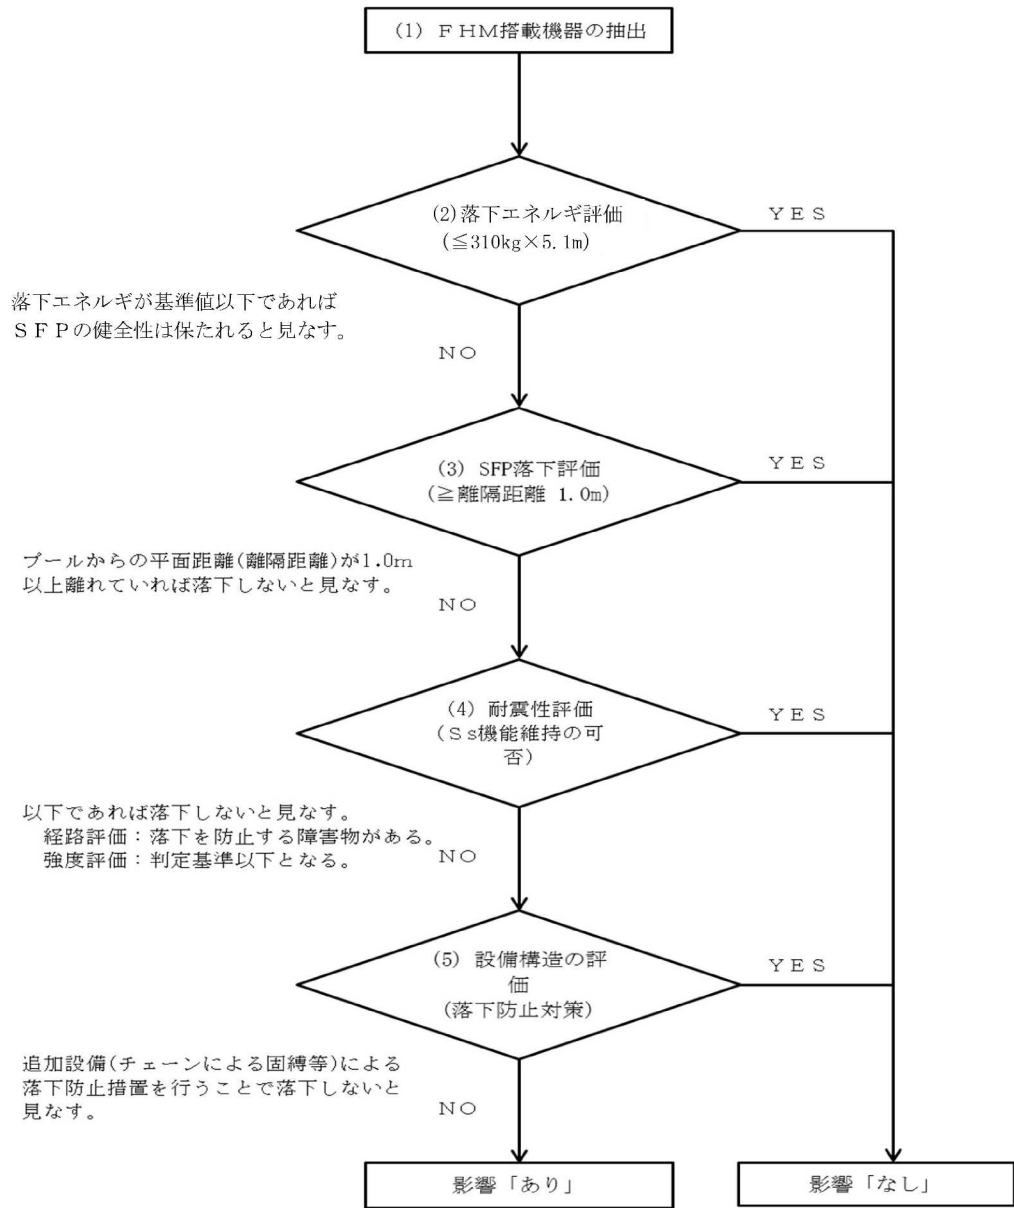 (1) ＦＨＭ搭載機器の抽出
(2)落下エネルギ評価
(≦310kg×5.1m)
ＹＥＳ
落下エネルギが基準値以下であれば
ＳＦＰの健全性は保たれると見なす。
ＮＯ
(3) SFP落下評価
(≧離隔距離 1.0m)
ＹＥＳ
プールからの平面距離(離隔距離)が1.0m
以上離れていれば落下しないと見なす。
ＮＯ
(4) 耐震性評価
(Ｓs機能維持の可
否)
ＹＥＳ
以下であれば落下しないと見なす。
経路評価：落下を防止する障害物がある。
強度評価：判定基準以下となる。
ＮＯ
(5) 設備構造の評
価
(落下防止対策)
ＹＥＳ
追加設備(チェーンによる固縛等)による
落下防止措置を行うことで落下しないと
見なす。
ＮＯ
影響「あり」
影響「なし」